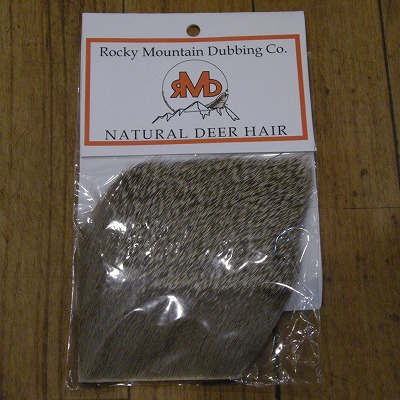 Rocky Mountain Dubbing Co.
RMD
NATURAL DEER HAIR